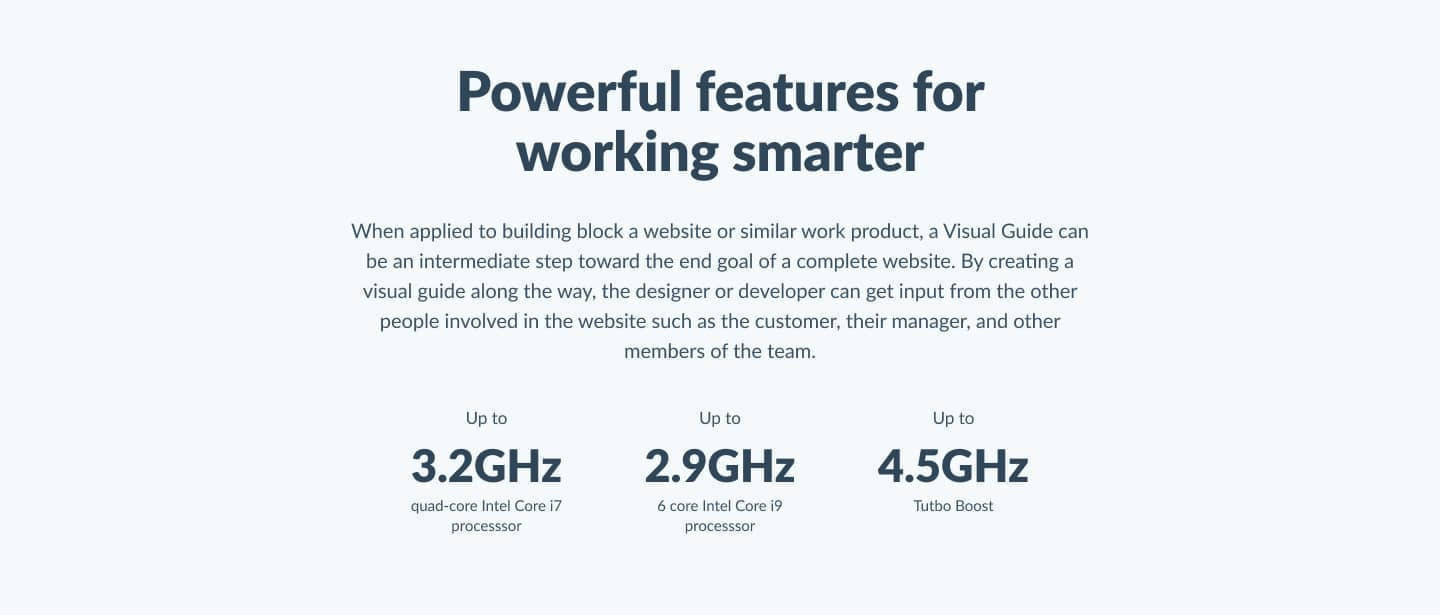 Powerful features for
working smarter
When applied to building block a website or similar work product, a Visual Guide can
be an intermediate step toward the end goal of a complete website. By creating a
visual guide along the way, the designer or developer can get input from the other
people involved in the website such as the customer, their manager, and other
members of the team.
Up to
3.2GHz
quad-core Intel Core i7
processsor
Up to
2.9GHz
6 core Intel Core i9
processsor
Up to
4.5GHz
Tutbo Boost